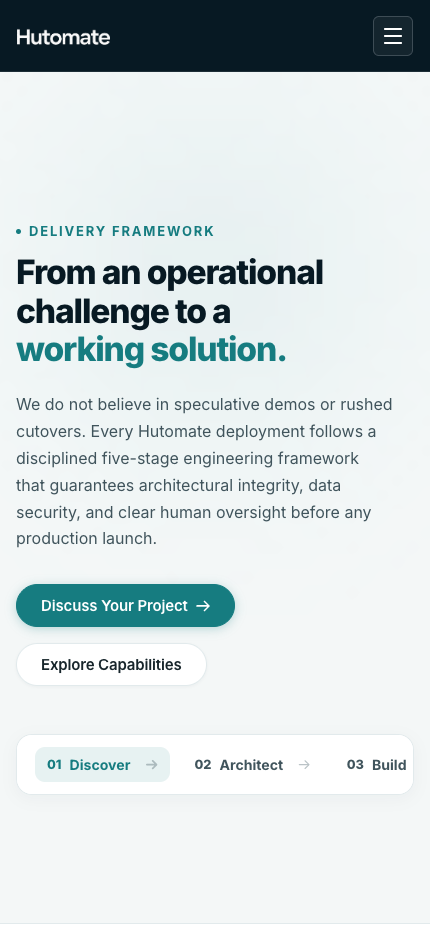 Hutomate
• DELIVERY FRAMEWORK
From an operational
challenge to a
working solution.
We do not believe in speculative demos or rushed
cutovers. Every Hutomate deployment follows a
disciplined five-stage engineering framework
that guarantees architectural integrity, data
security, and clear human oversight before any
production launch.
Discuss Your Project →
Explore Capabilities
01 Discover → 02 Architect → 03 Build